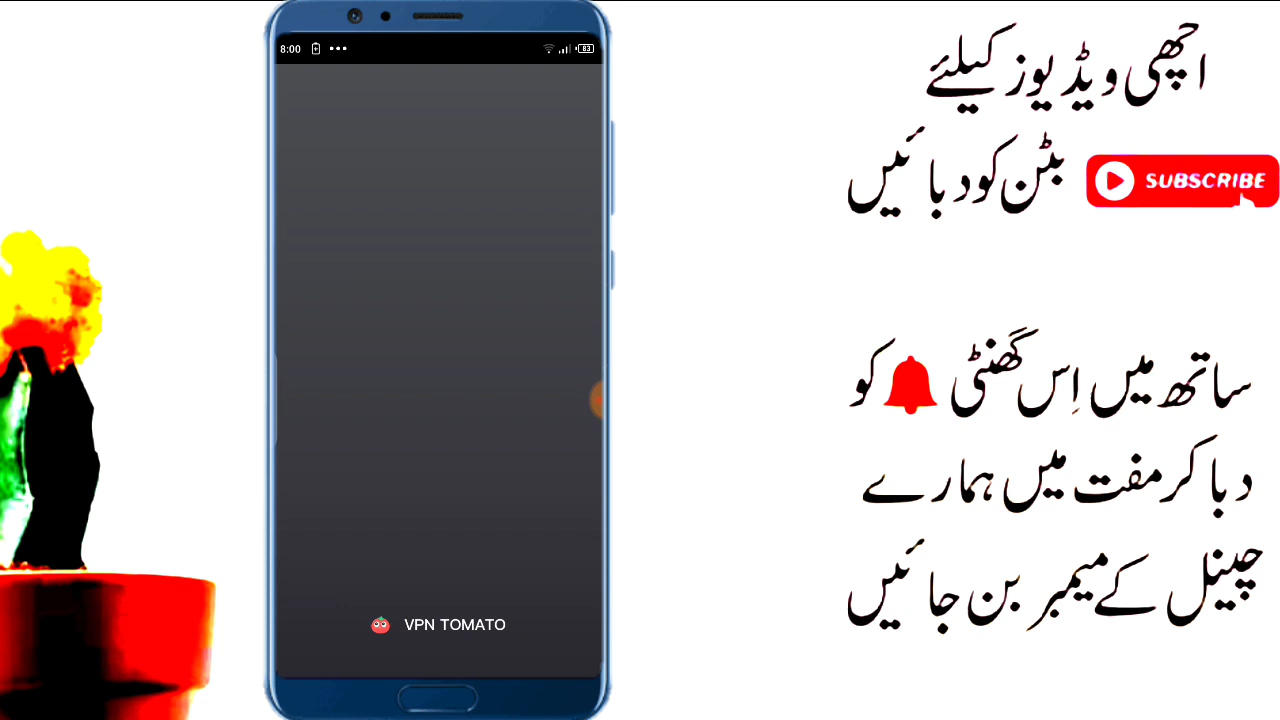 8:00
83
VPN TOMATO
اچھی ویڈیوز کیلئے
SUBSCRIBE بٹن کو دبائیں
ساتھ میں اِس گھنٹی کو
دبا کر مفت میں ہمارے
چینل کے میمبر بن جائیں